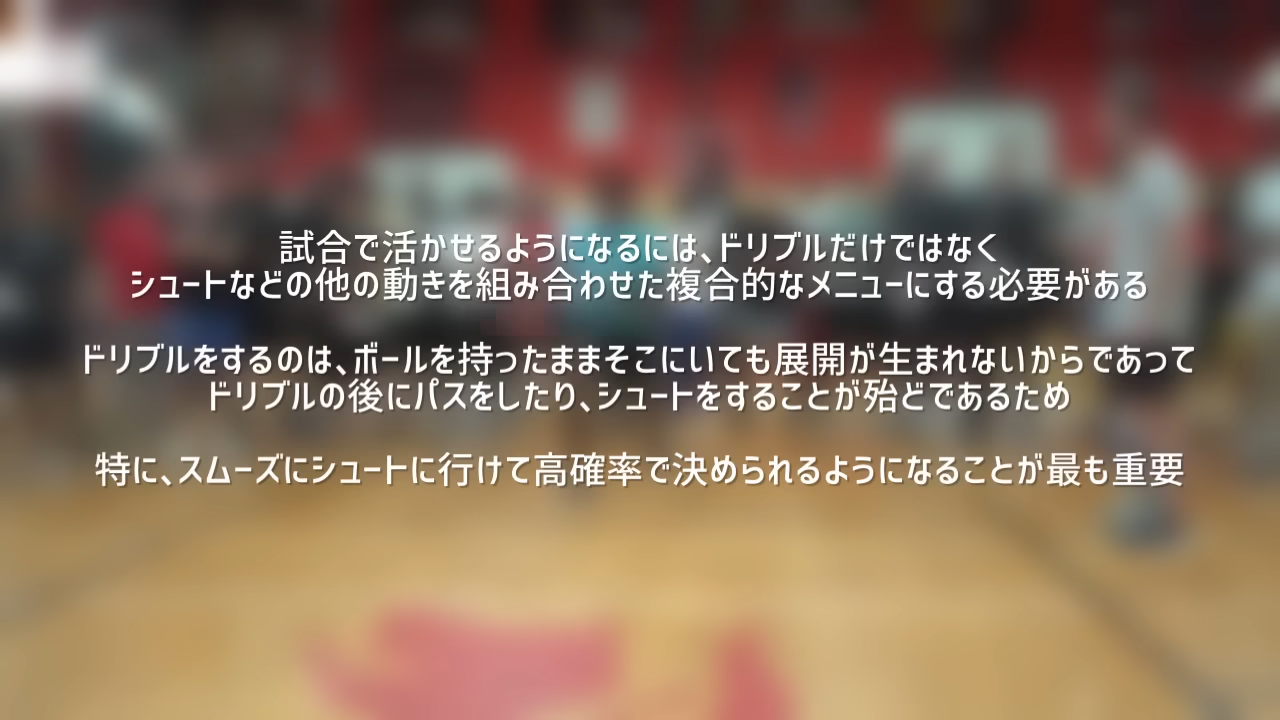 試合で活かせるようになるには、ドリブルだけではなく
シュートなどの他の動きを組み合わせた複合的なメニューにする必要がある
ドリブルをするのは、ボールを持ったままそこにいても展開が生まれないからであって
ドリブルの後にパスをしたり、シュートをすることが殆どであるため
特に、スムーズにシュートに行けて高確率で決められるようになることが最も重要